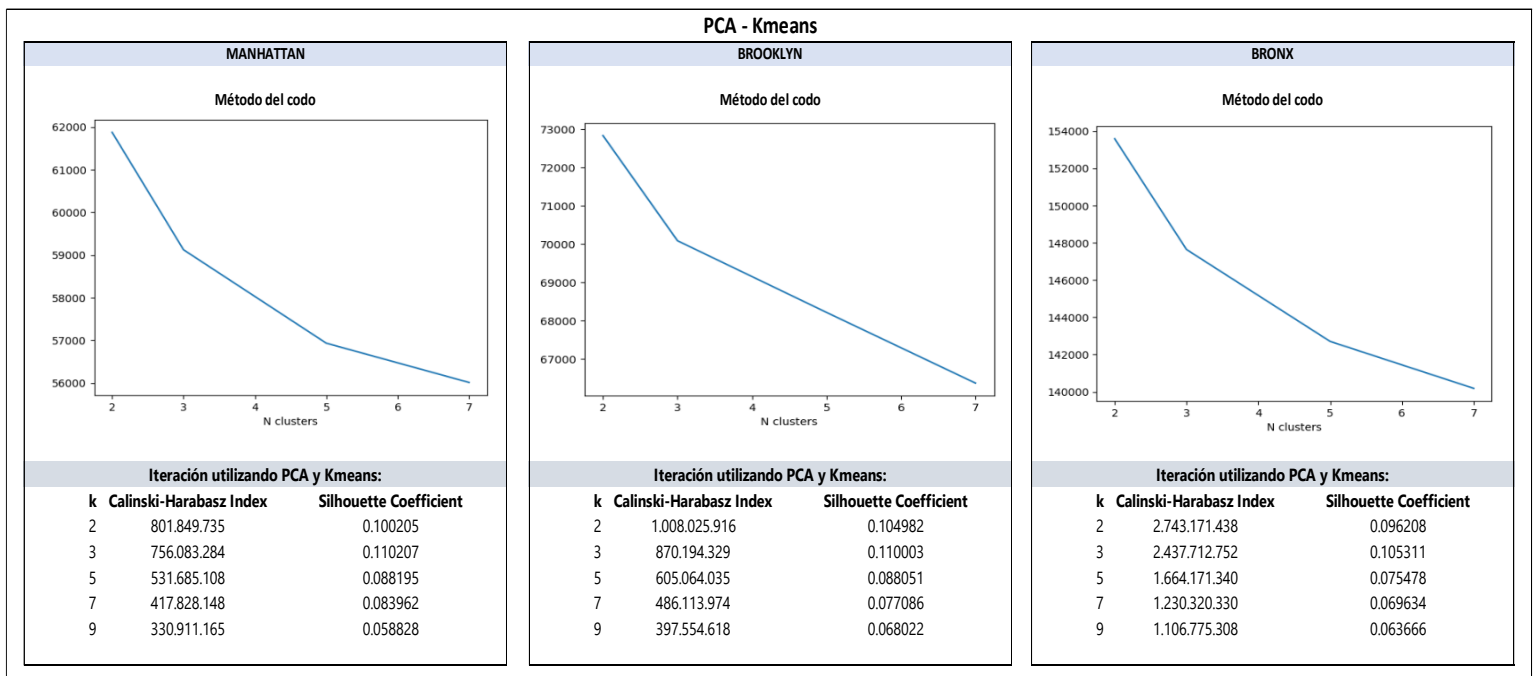 PCA - Kmeans
MANHATTAN
Método del codo
62000
61000
60000
59000
58000
57000
56000
2 3 4 5 6 7
N clusters
Iteración utilizando PCA y Kmeans:
k Calinski-Harabasz Index Silhouette Coefficient
2 801.849.735 0.100205
3 756.083.284 0.110207
5 531.685.108 0.088195
7 417.828.148 0.083962
9 330.911.165 0.058828
BROOKLYN
Método del codo
73000
72000
71000
70000
69000
68000
67000
2 3 4 5 6 7
N clusters
Iteración utilizando PCA y Kmeans:
k Calinski-Harabasz Index Silhouette Coefficient
2 1.008.025.916 0.104982
3 870.194.329 0.110003
5 605.064.035 0.088051
7 486.113.974 0.077086
9 397.554.618 0.068022
BRONX
Método del codo
154000
152000
150000
148000
146000
144000
142000
140000
2 3 4 5 6 7
N clusters
Iteración utilizando PCA y Kmeans:
k Calinski-Harabasz Index Silhouette Coefficient
2 2.743.171.438 0.096208
3 2.437.712.752 0.105311
5 1.664.171.340 0.075478
7 1.230.320.330 0.069634
9 1.106.775.308 0.063666